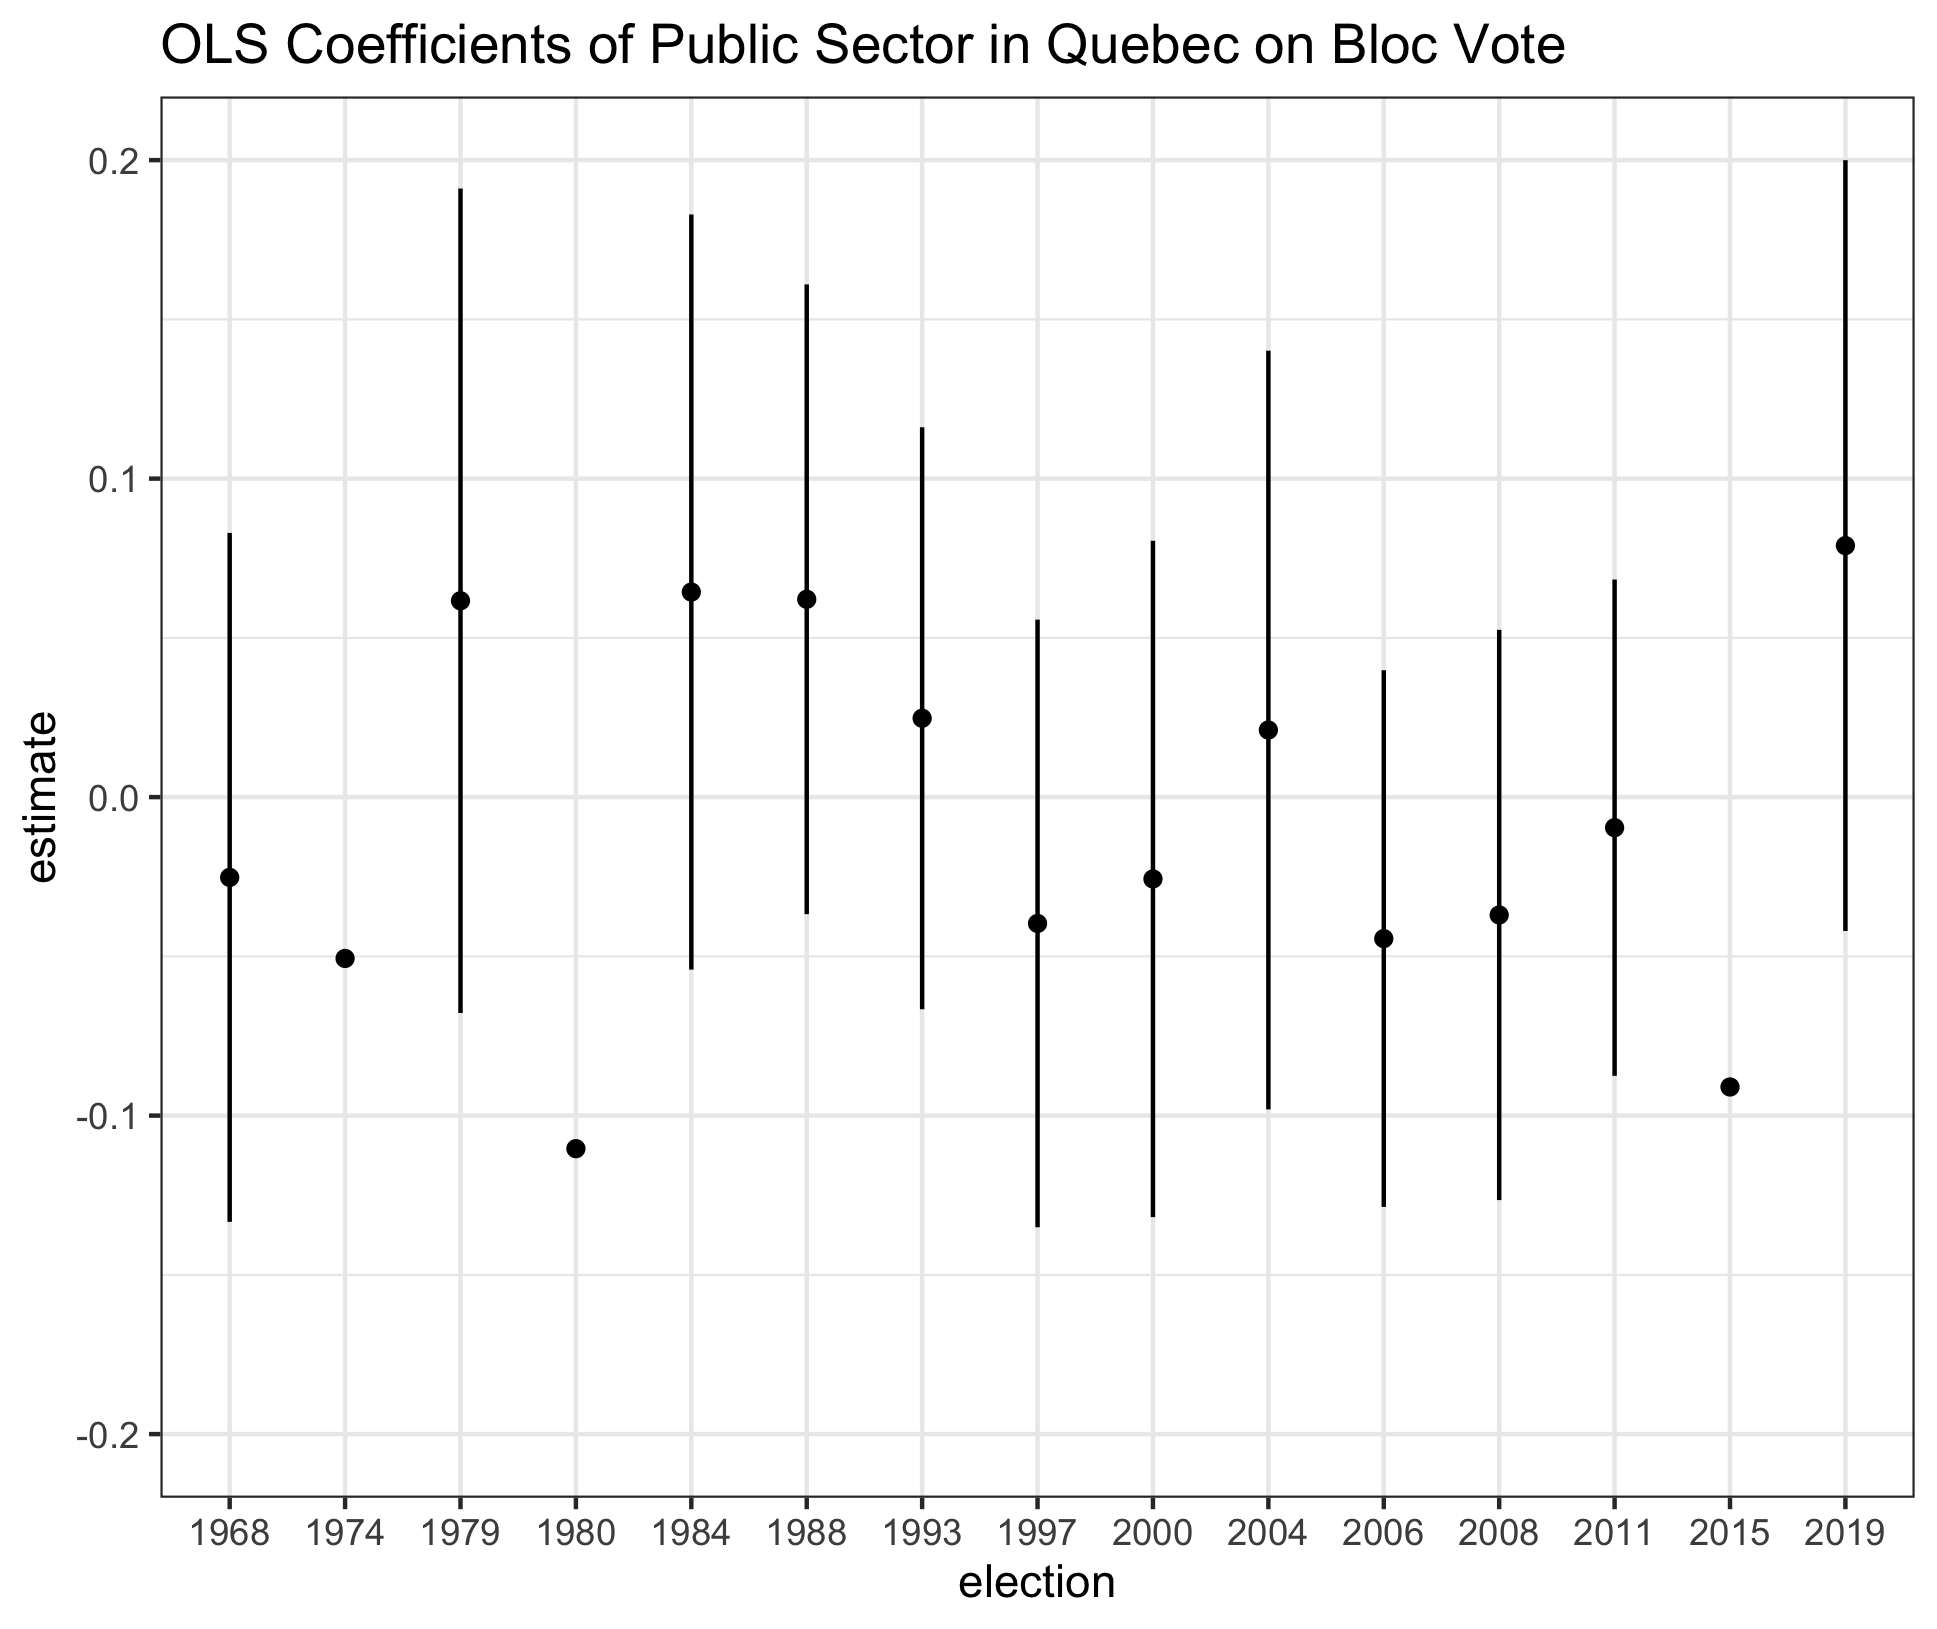 OLS Coefficients of Public Sector in Quebec on Bloc Vote
0.2
0.1
0.0
-0.1
-0.2
estimate
1968 1974 1979 1980 1984 1988 1993 1997 2000 2004 2006 2008 2011 2015 2019
election